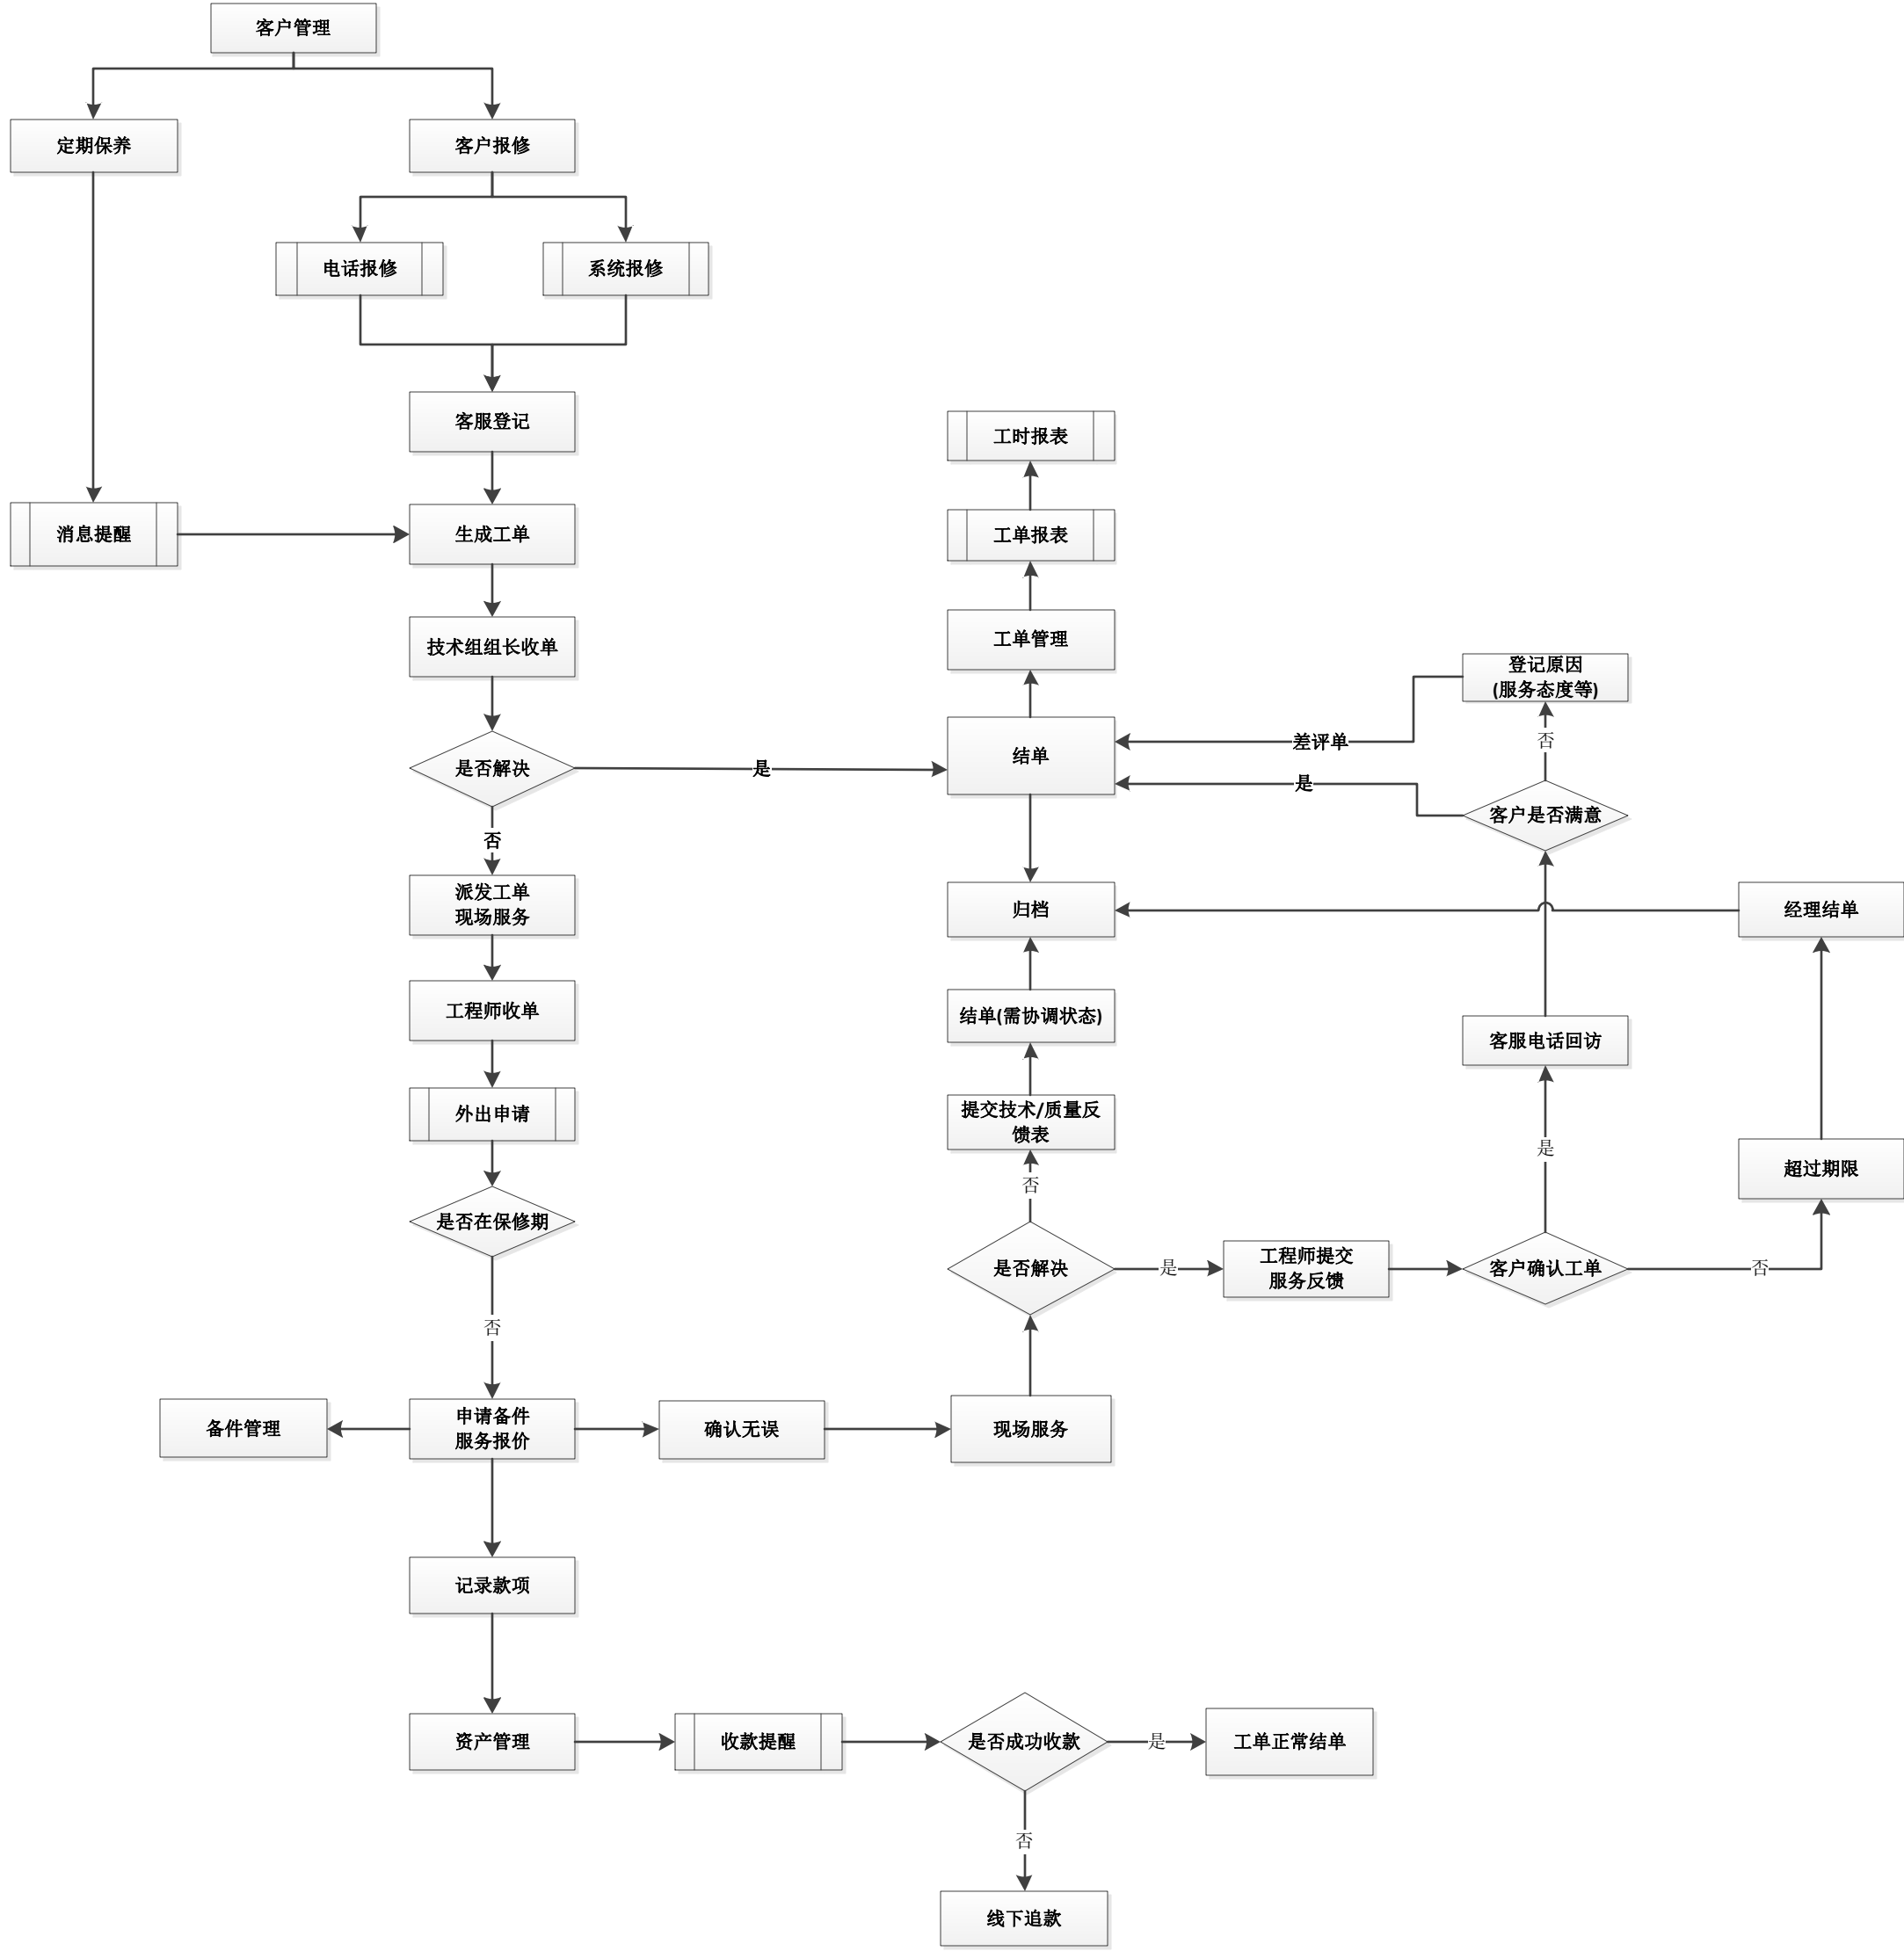 客户管理
定期保养
客户报修
电话报修
系统报修
客服登记
消息提醒
生成工单
技术组组长收单
是否解决
是
否
派发工单
现场服务
工程师收单
外出申请
是否在保修期
否
备件管理
申请备件
服务报价
确认无误
现场服务
记录款项
资产管理
收款提醒
是否成功收款
是
工单正常结单
否
线下追款
工时报表
工单报表
工单管理
结单
归档
结单(需协调状态)
提交技术/质量反
馈表
否
是否解决
是
工程师提交
服务反馈
客户确认工单
是
否
客服电话回访
客户是否满意
是
否
登记原因
(服务态度等)
差评单
超过期限
经理结单